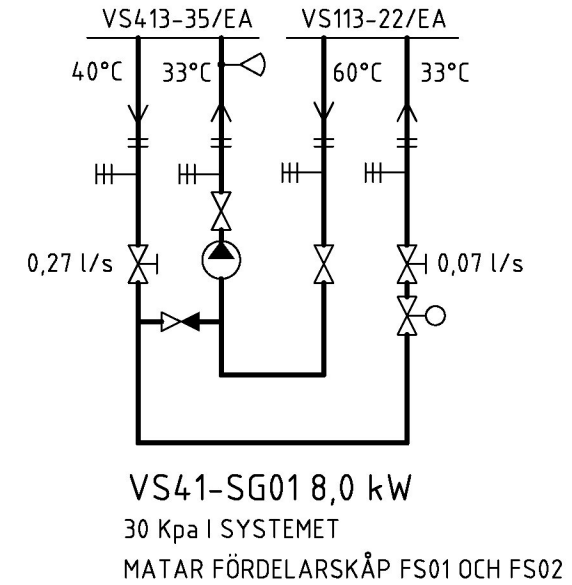 VS413-35/EA VS113-22/EA
40°C 33°C 60°C 33°C
0,27 l/s 0,07 l/s
VS41-SG01 8,0 kW
30 Kpa I SYSTEMET
MATAR FÖRDELARSKÅP FS01 OCH FS02